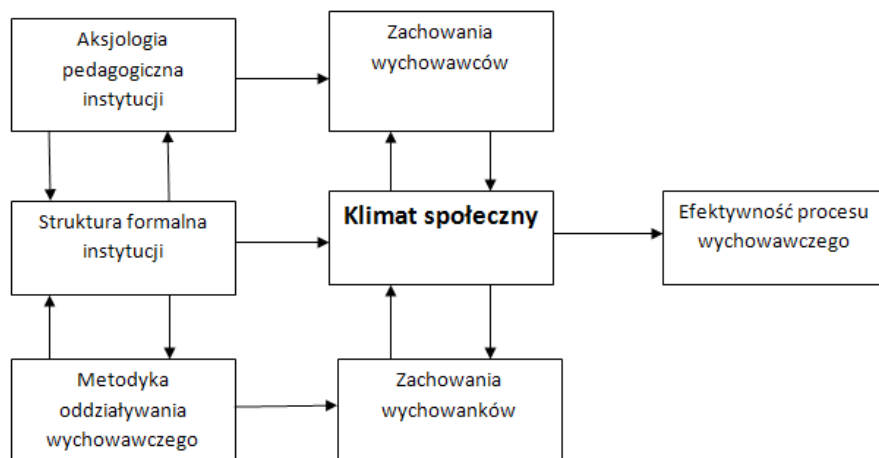 Aksjologia
pedagogiczna
instytucji
Zachowania
wychowawców
Struktura formalna
instytucji
Klimat społeczny
Efektywność procesu
wychowawczego
Metodyka
oddziaływania
wychowawczego
Zachowania
wychowanków